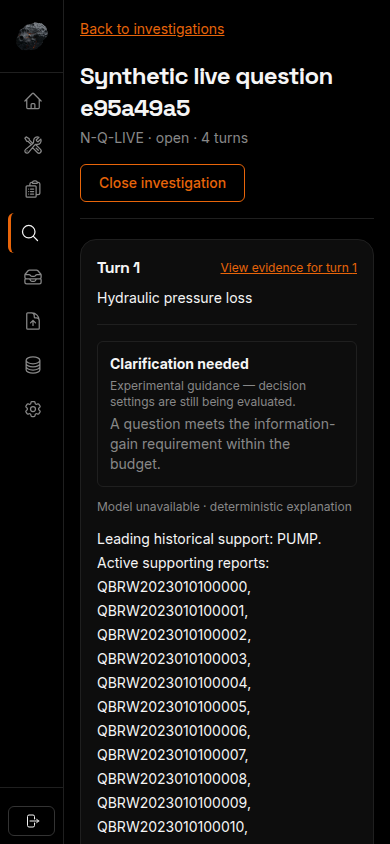 Back to investigations
Synthetic live question
e95a49a5
N-Q-LIVE · open · 4 turns
Close investigation
Turn 1
View evidence for turn 1
Hydraulic pressure loss
Clarification needed
Experimental guidance — decision
settings are still being evaluated.
A question meets the information-
gain requirement within the
budget.
Model unavailable · deterministic explanation
Leading historical support: PUMP.
Active supporting reports:
QBRW2023010100000,
QBRW2023010100001,
QBRW2023010100002,
QBRW2023010100003,
QBRW2023010100004,
QBRW2023010100005,
QBRW2023010100006,
QBRW2023010100007,
QBRW2023010100008,
QBRW2023010100009,
QBRW2023010100010,